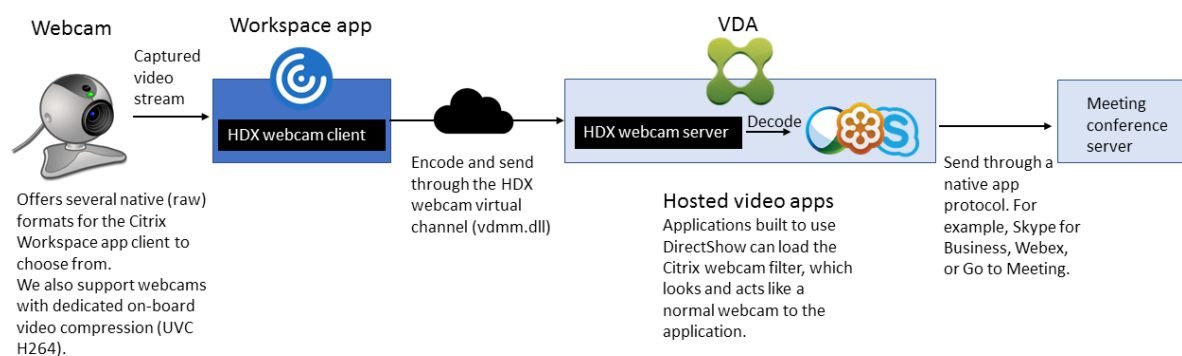 Webcam
Workspace app
VDA
Captured
video
stream
HDX webcam client
HDX webcam server
Decode
S
Meeting
conference
server
Offers several native (raw)
formats for the Citrix
Workspace app client to
choose from.
We also support webcams
with dedicated on-board
video compression (UVC
H264).
Encode and send
through the HDX
webcam virtual
channel (vdmm.dll)
Hosted video apps
Applications built to use
DirectShow can load the
Citrix webcam filter, which
looks and acts like a
normal webcam to the
application.
Send through a
native app
protocol. For
example, Skype for
Business, Webex,
or Go to Meeting.